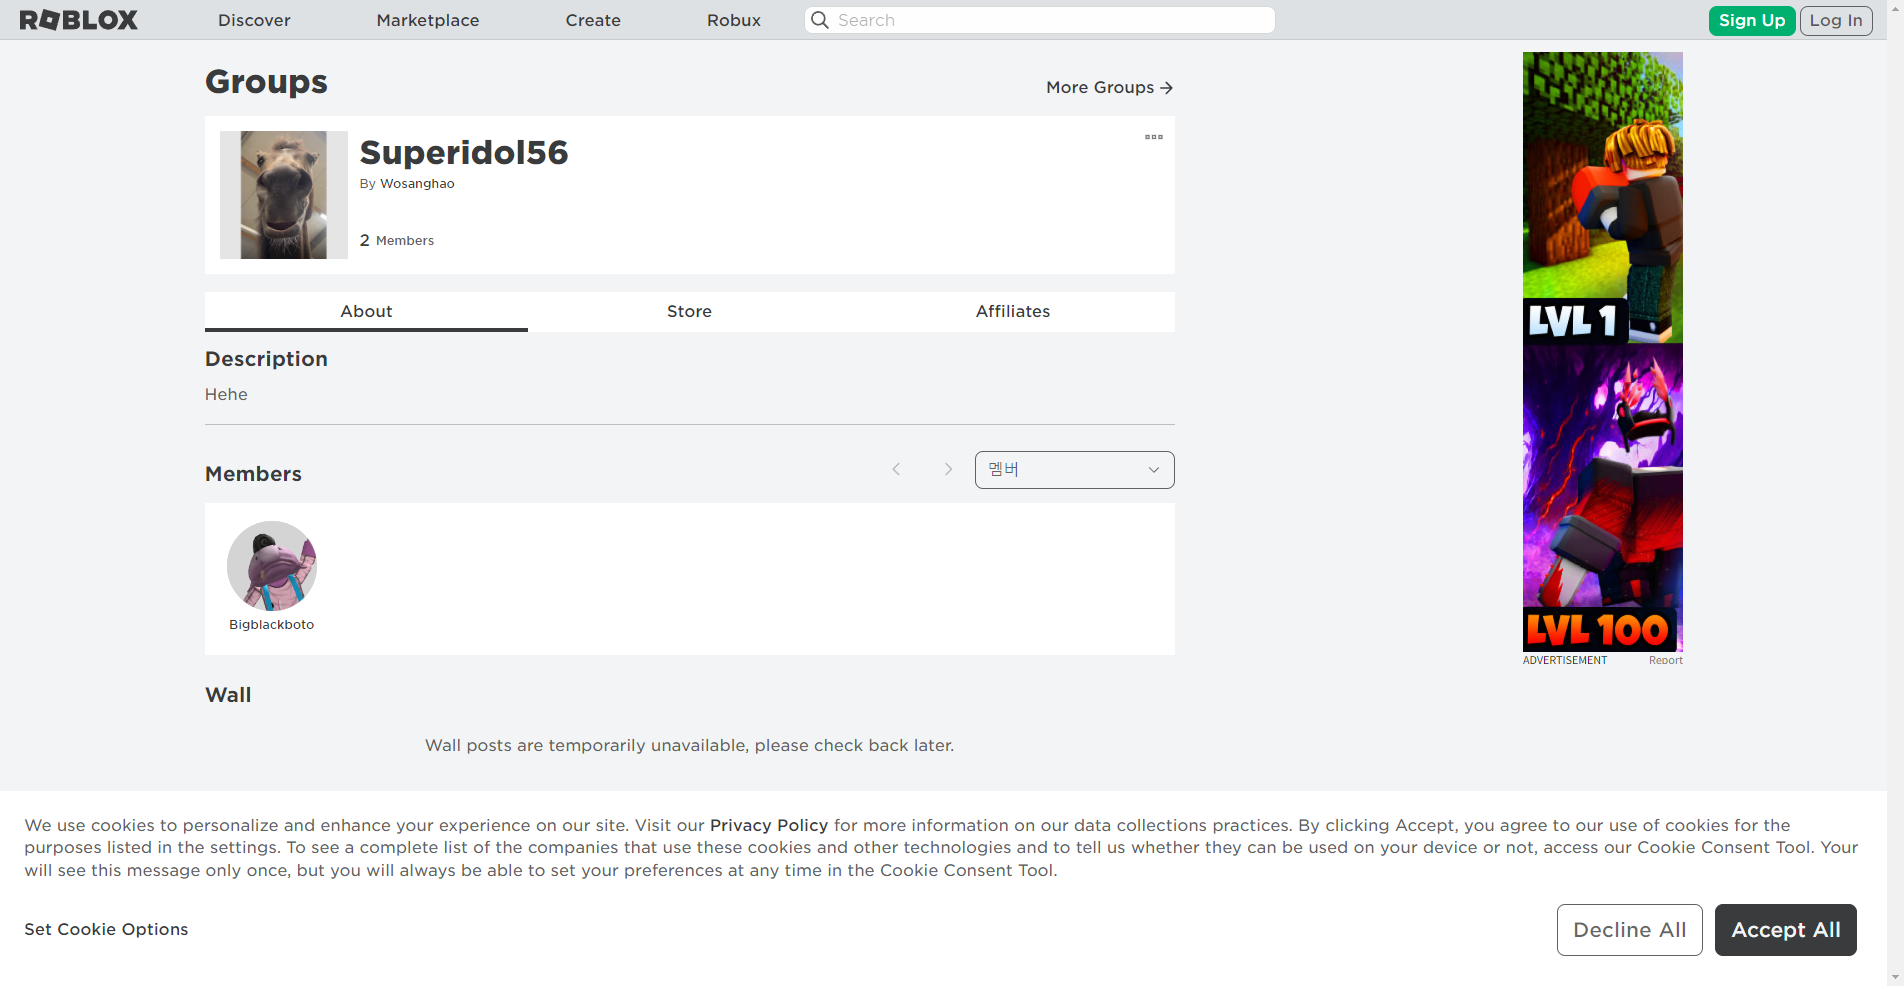 ROBLOX
Discover
Marketplace
Create
Robux
Search
Sign Up
Log In
Groups
More Groups
Superidol56
By Wosanghao
2 Members
About
Store
Affiliates
Description
Hehe
Members
멤버
Bigblackboto
Wall
Wall posts are temporarily unavailable, please check back later.
LVL 1
LVL 100
ADVERTISEMENT
Report
We use cookies to personalize and enhance your experience on our site. Visit our Privacy Policy for more information on our data collections practices. By clicking Accept, you agree to our use of cookies for the
purposes listed in the settings. To see a complete list of the companies that use these cookies and other technologies and to tell us whether they can be used on your device or not, access our Cookie Consent Tool. Your
will see this message only once, but you will always be able to set your preferences at any time in the Cookie Consent Tool.
Set Cookie Options
Decline All
Accept All